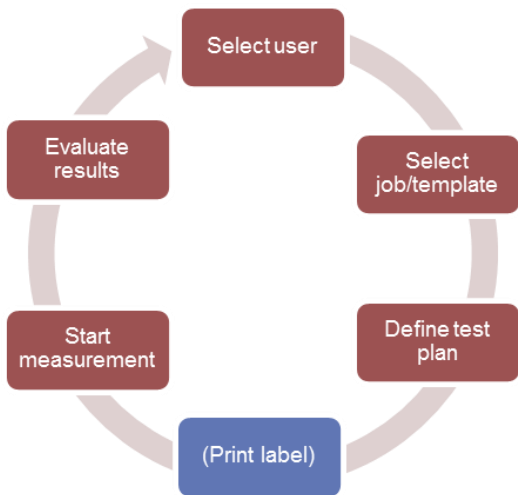 Select user
Select
job/template
Define test
plan
(Print label)
Start
measurement
Evaluate
results